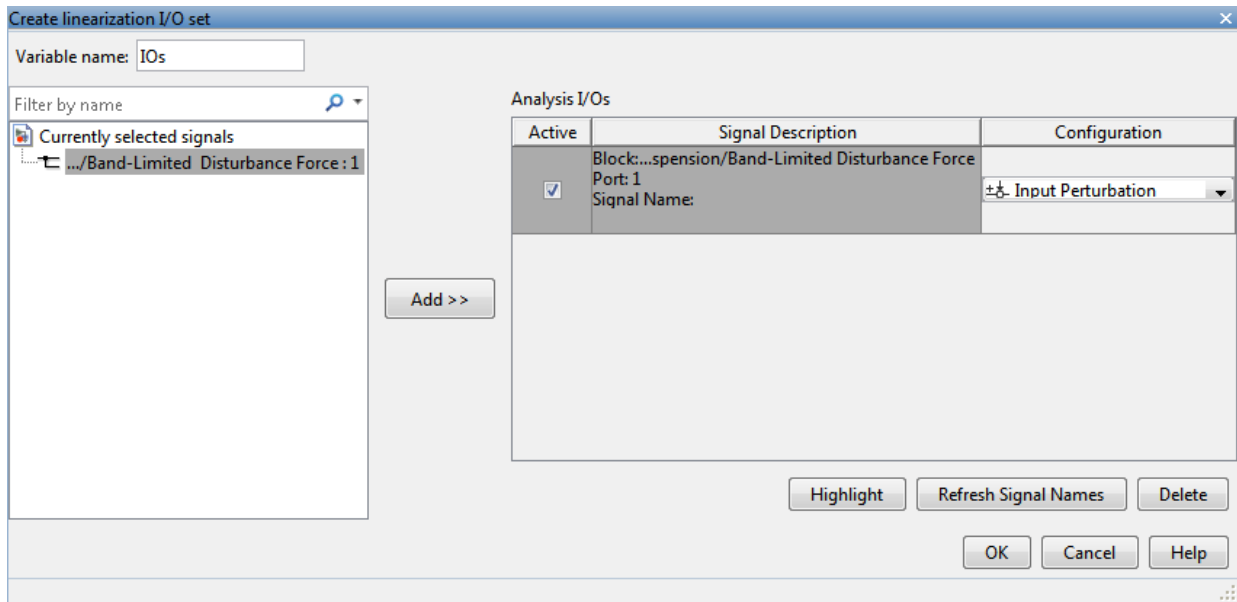 Create linearization I/O set
Variable name: IOs
Filter by name
Currently selected signals
.../Band-Limited Disturbance Force : 1
Add >>
Analysis I/Os
Active Signal Description Configuration
Block:...spension/Band-Limited Disturbance Force
Port: 1
Signal Name:
Input Perturbation
Highlight Refresh Signal Names Delete
OK Cancel Help